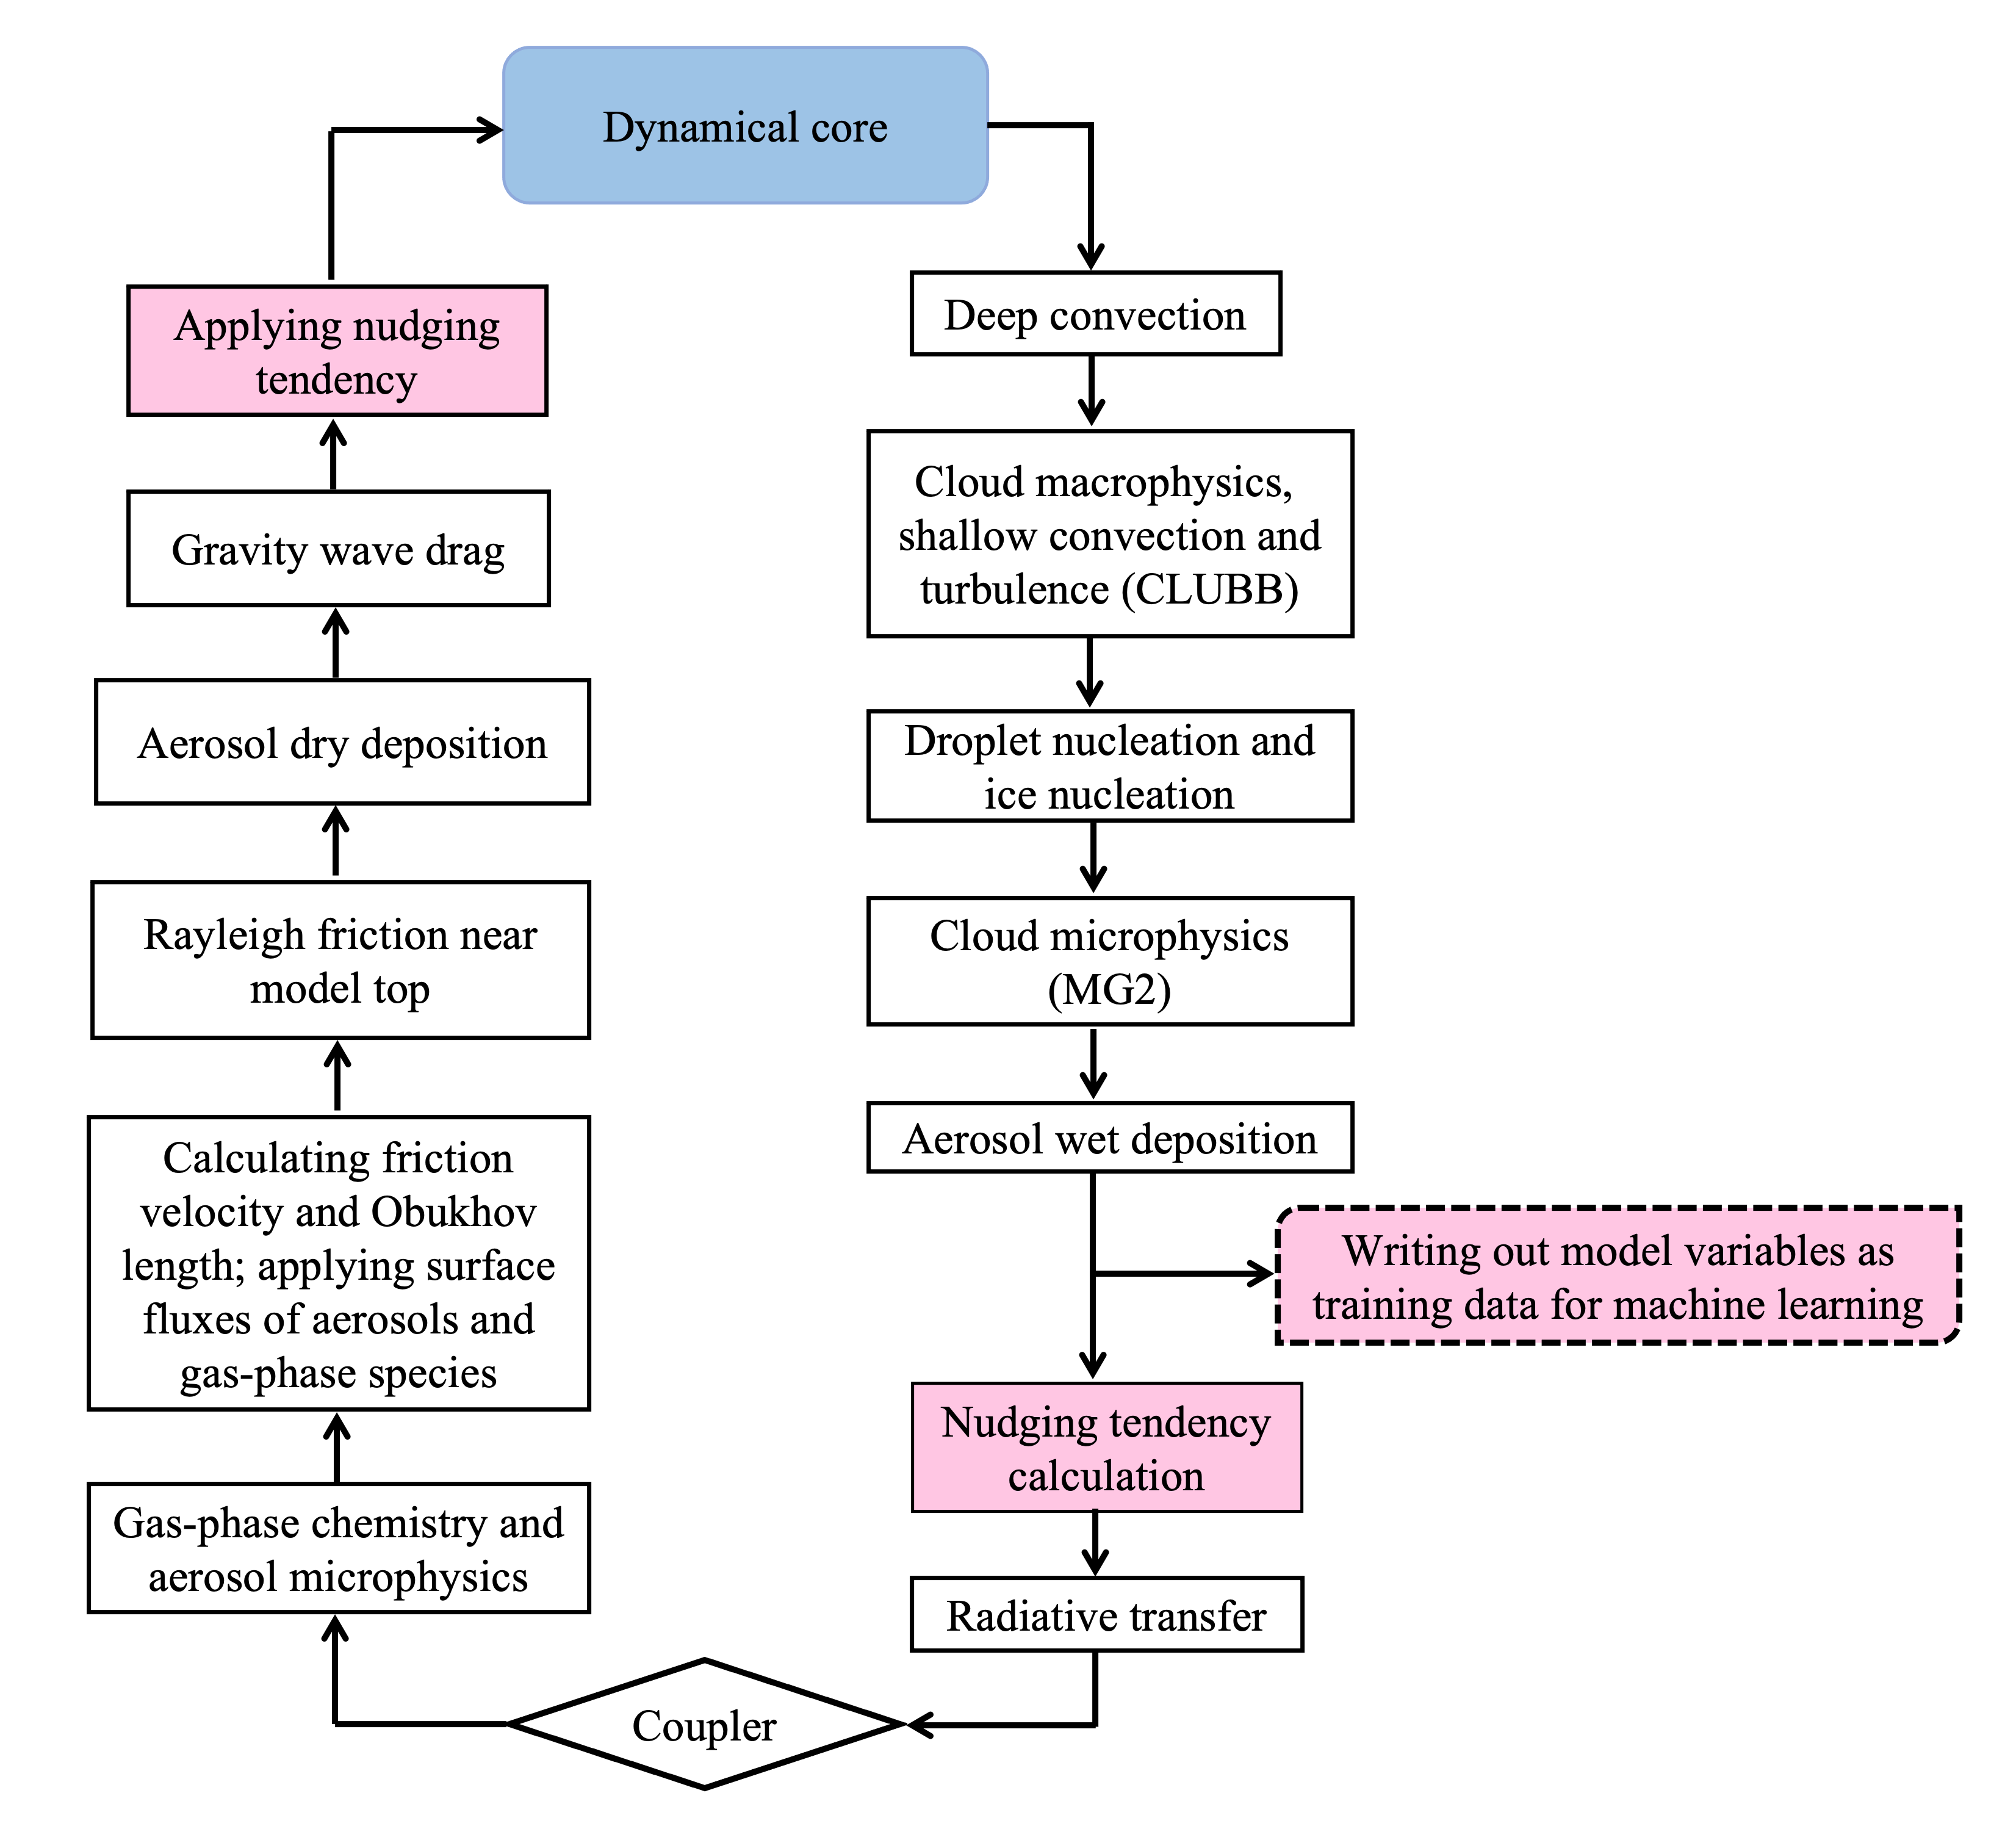 Dynamical core
Deep convection
Cloud macrophysics,
shallow convection and
turbulence (CLUBB)
Droplet nucleation and
ice nucleation
Cloud microphysics
(MG2)
Aerosol wet deposition
Writing out model variables as
training data for machine learning
Nudging tendency
calculation
Radiative transfer
Coupler
Gas-phase chemistry and
aerosol microphysics
Calculating friction
velocity and Obukhov
length; applying surface
fluxes of aerosols and
gas-phase species
Rayleigh friction near
model top
Aerosol dry deposition
Gravity wave drag
Applying nudging
tendency